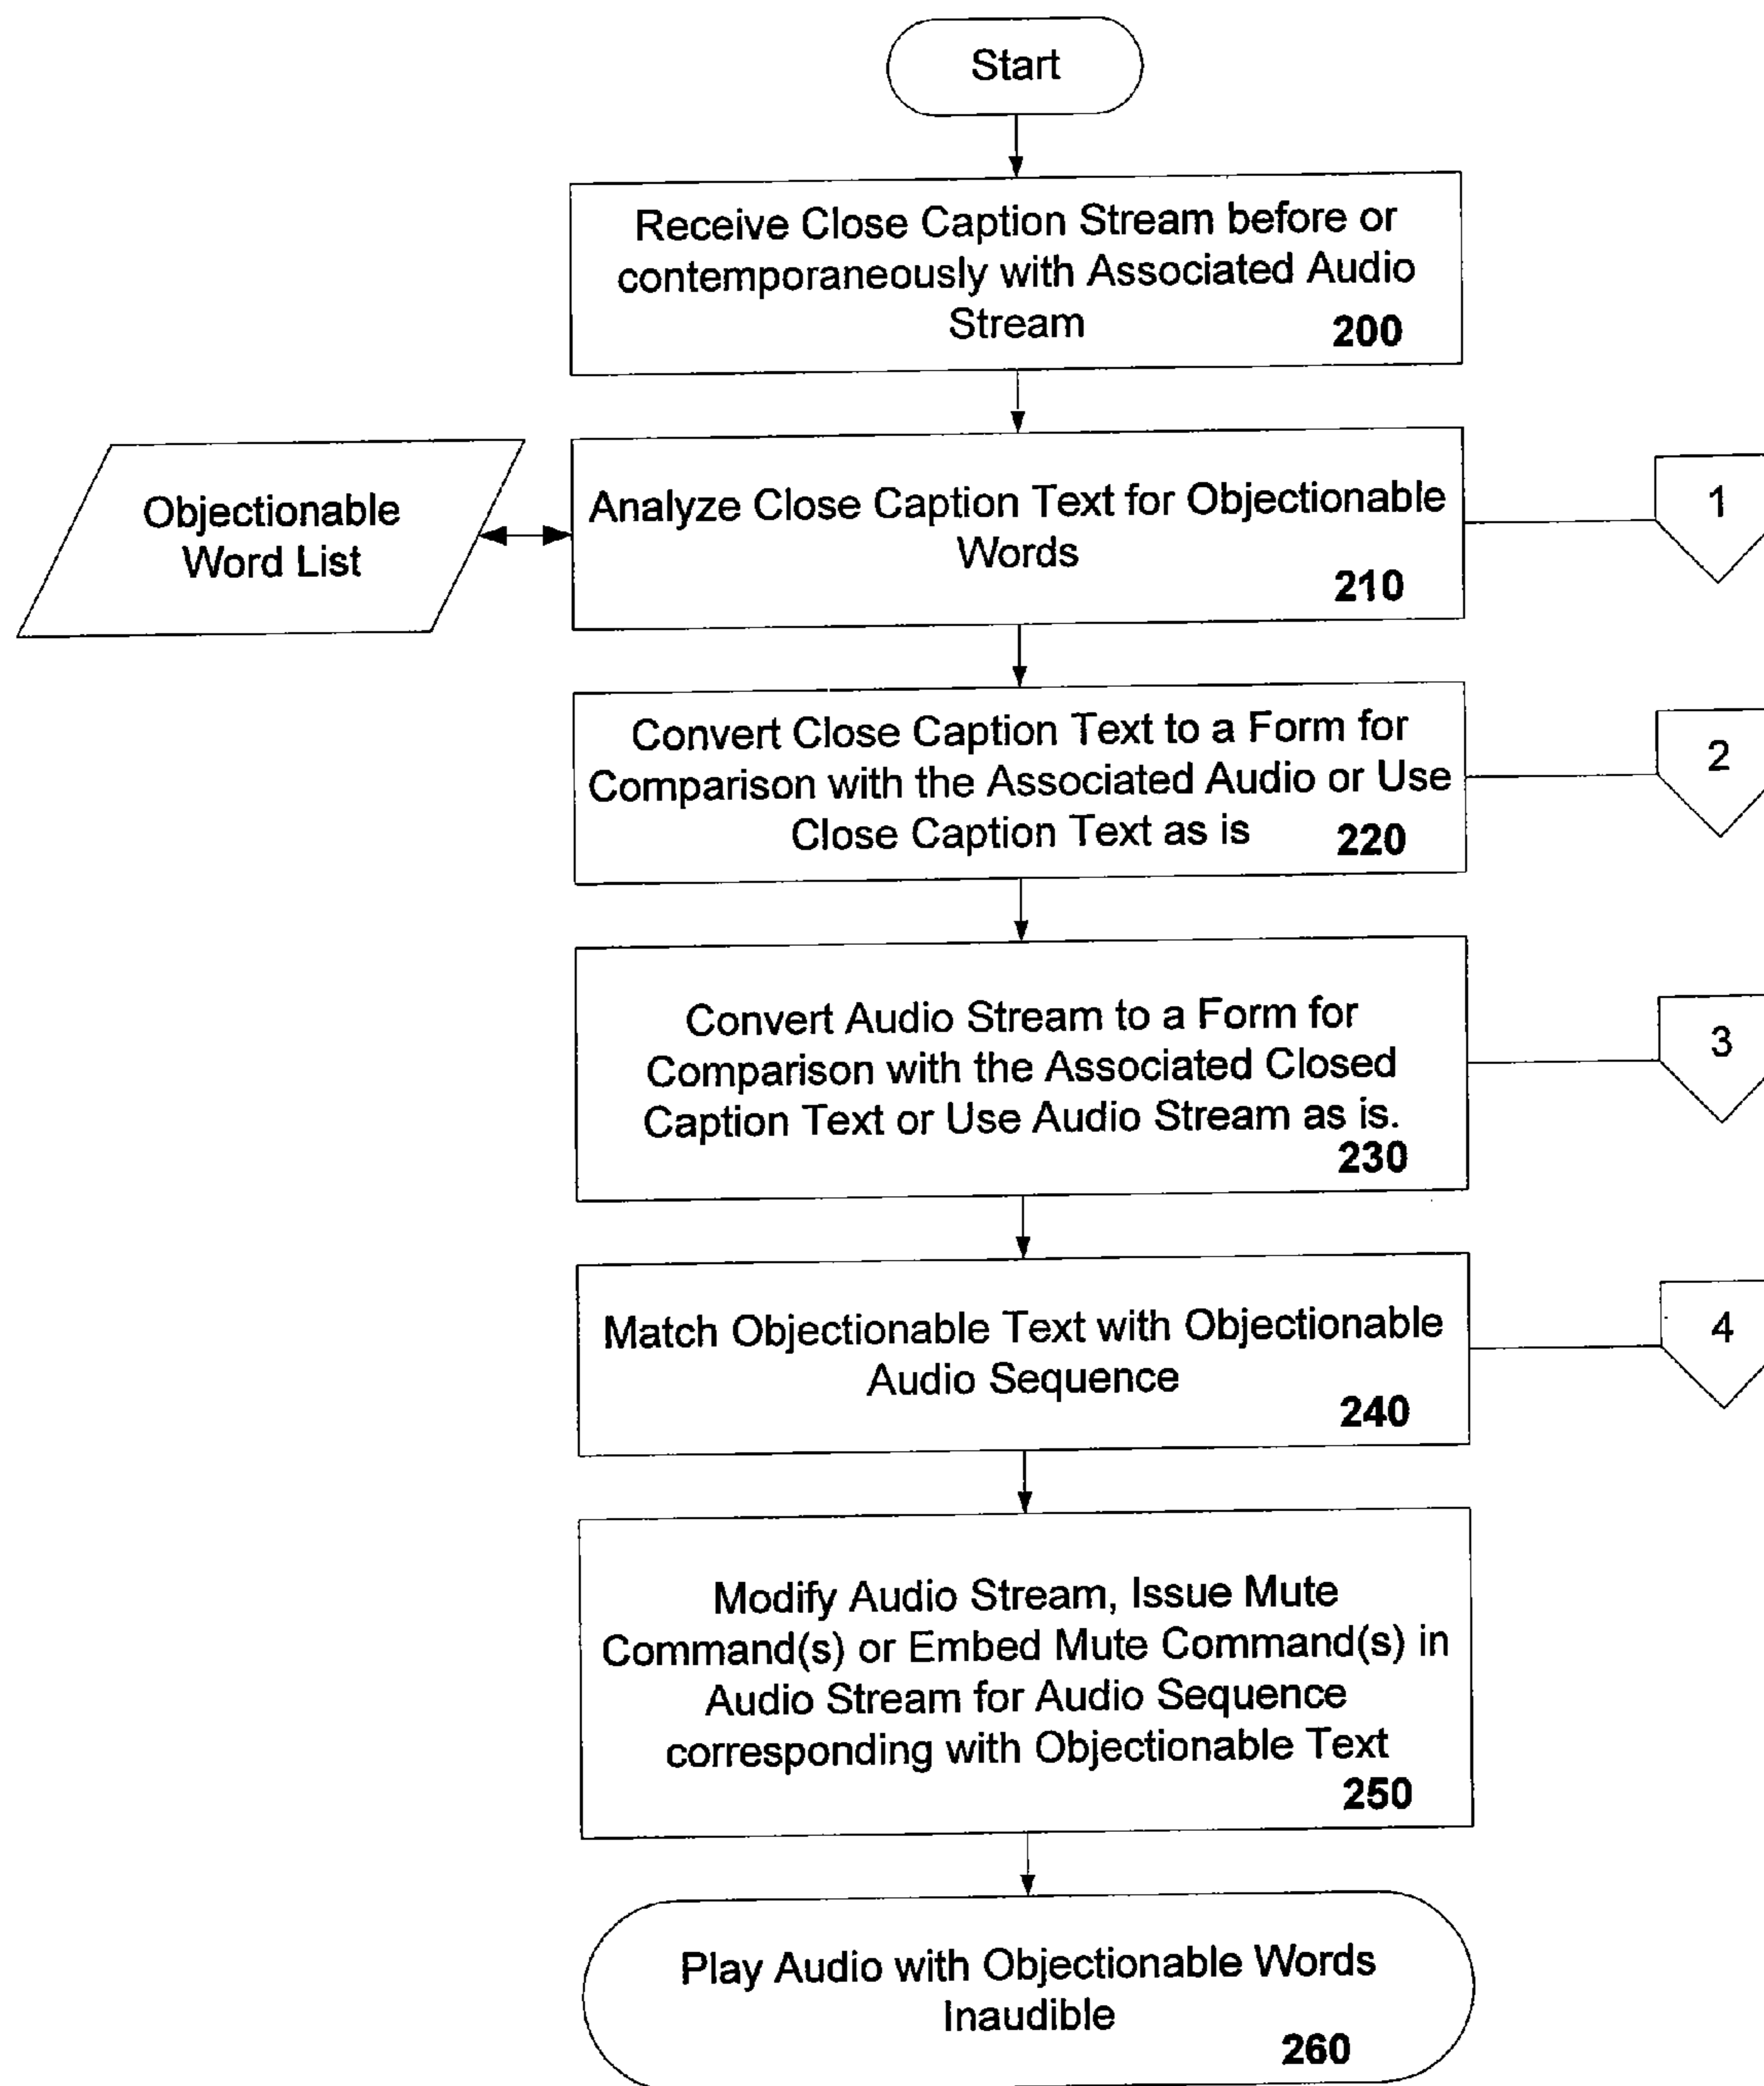 Start
Receive Close Caption Stream before or
contemporaneously with Associated Audio
Stream
200
Objectionable
Word List
Analyze Close Caption Text for Objectionable
Words
210
1
Convert Close Caption Text to a Form for
Comparison with the Associated Audio or Use
Close Caption Text as is
220
2
Convert Audio Stream to a Form for
Comparison with the Associated Closed
Caption Text or Use Audio Stream as is.
230
3
Match Objectionable Text with Objectionable
Audio Sequence
240
4
Modify Audio Stream, Issue Mute
Command(s) or Embed Mute Command(s) in
Audio Stream for Audio Sequence
corresponding with Objectionable Text
250
Play Audio with Objectionable Words
Inaudible
260